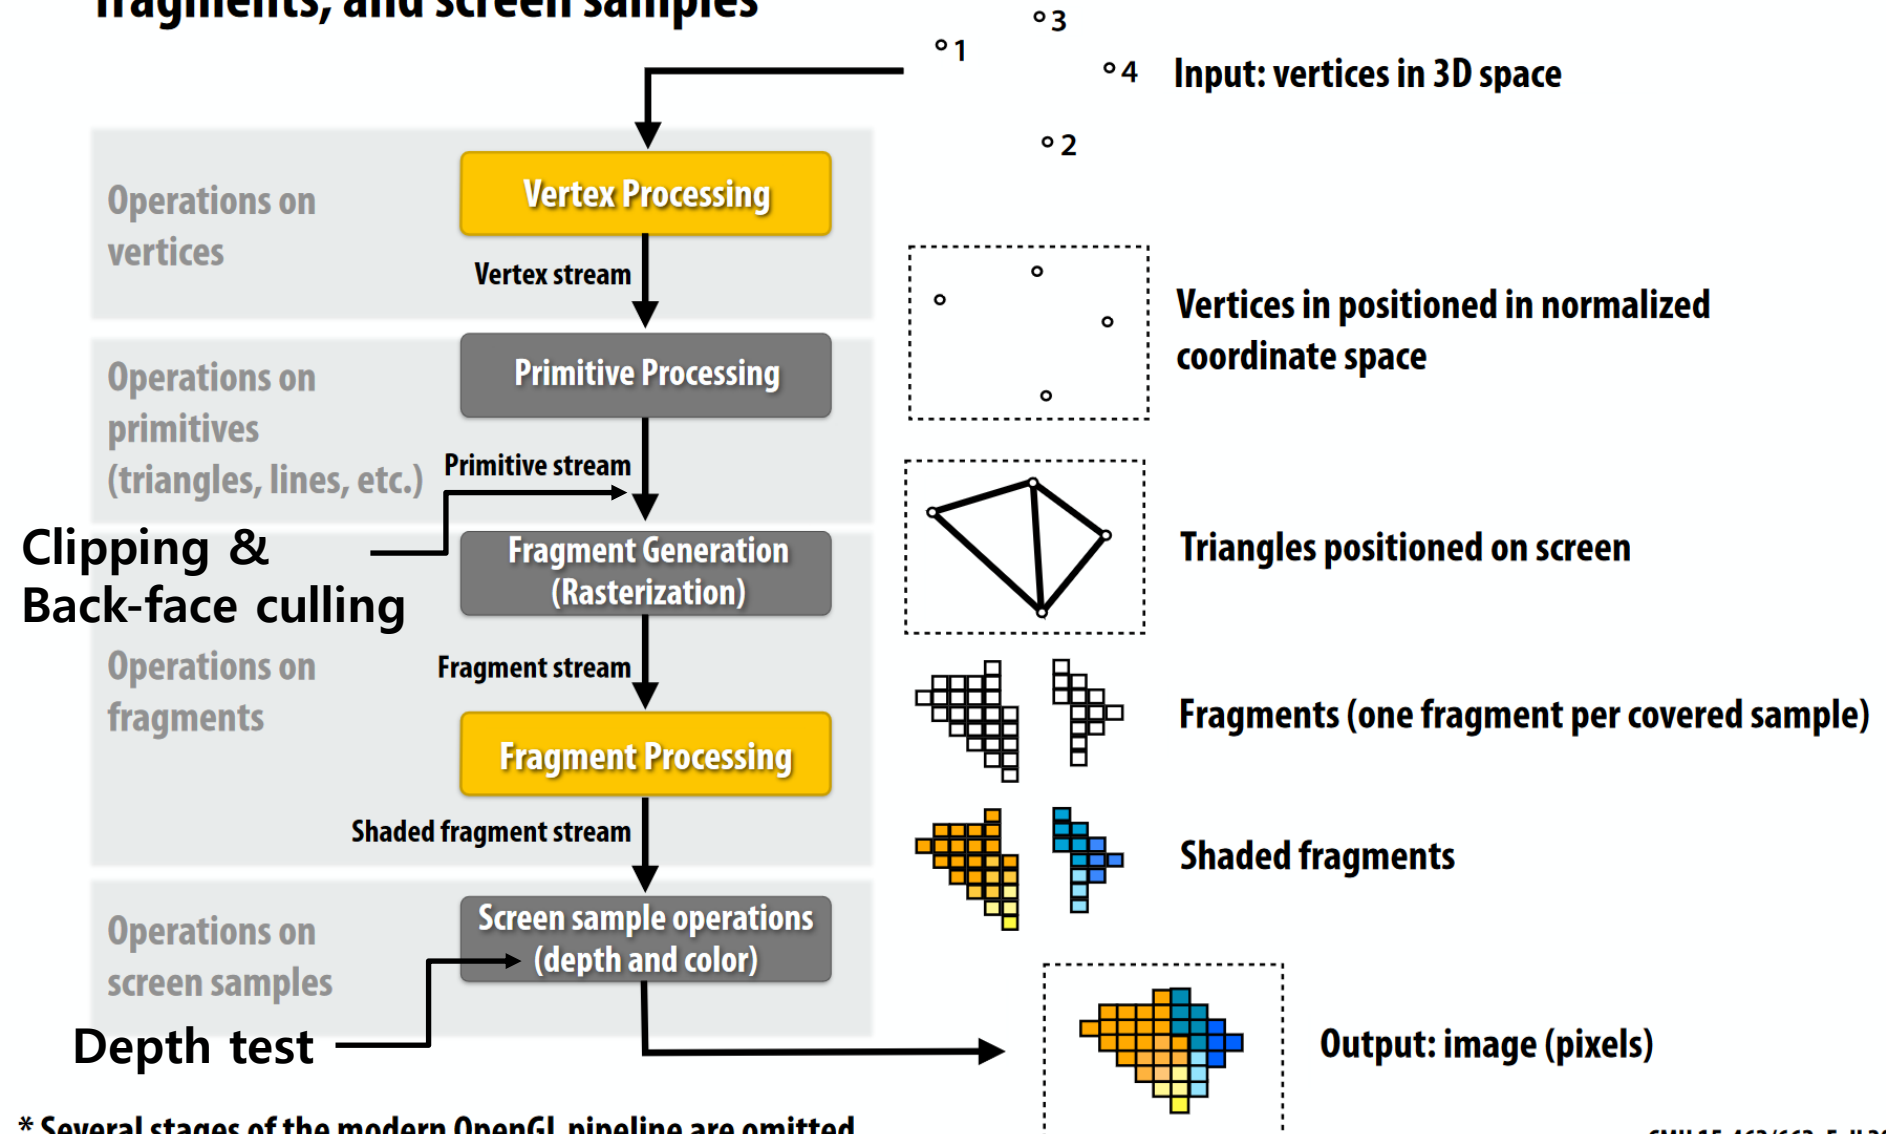 fragments, and screen samples
3
1
4
Input: vertices in 3D space
2
Operations on
vertices
Vertex Processing
Vertex stream
Vertices in positioned in normalized
coordinate space
Operations on
primitives
(triangles, lines, etc.)
Primitive Processing
Primitive stream
Clipping &
Back-face culling
Triangles positioned on screen
Fragment Generation
(Rasterization)
Operations on
fragments
Fragment stream
Fragments (one fragment per covered sample)
Fragment Processing
Shaded fragment stream
Shaded fragments
Operations on
screen samples
Screen sample operations
(depth and color)
Depth test
Output: image (pixels)
* Several stages of the modern OpenGL pipeline are omitted